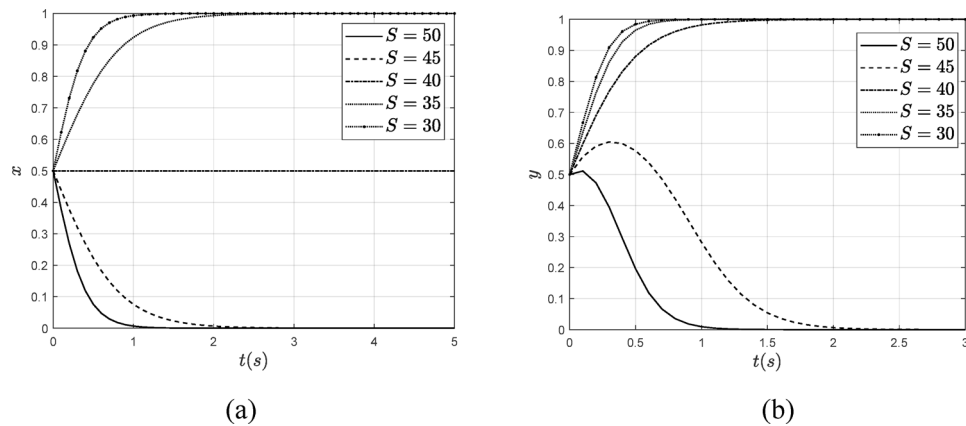 1
0.9
0.8
0.7
0.6
0.5
0.4
0.3
0.2
0.1
0
x
0 1 2 3 4 5
t(s)
S = 50
S = 45
S = 40
S = 35
S = 30
(a)
1
0.9
0.8
0.7
0.6
0.5
0.4
0.3
0.2
0.1
0
y
0 0.5 1 1.5 2 2.5 3
t(s)
S = 50
S = 45
S = 40
S = 35
S = 30
(b)